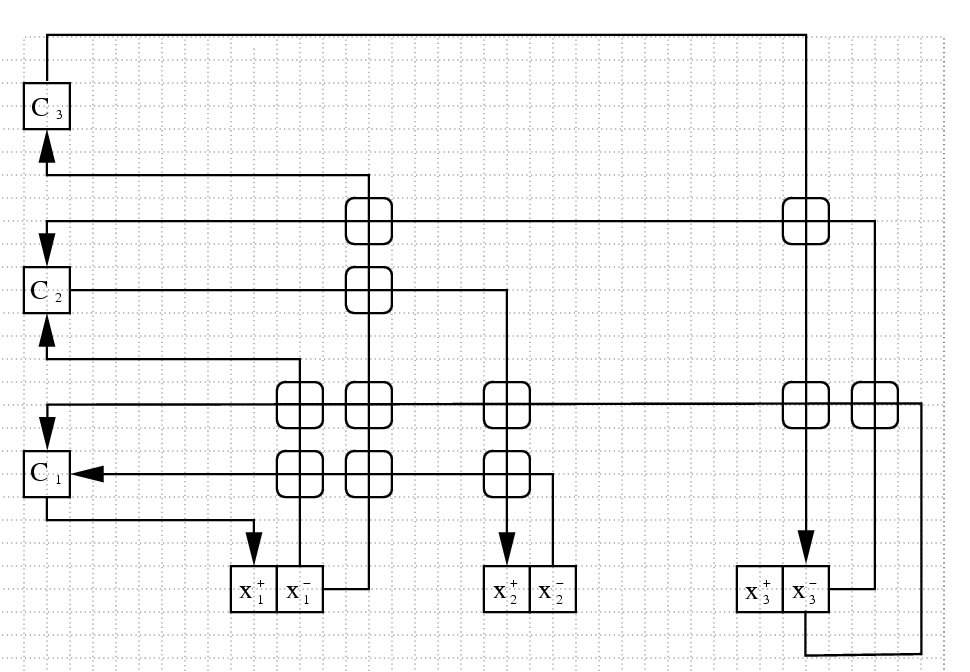 C₃
C₂
C₁
x₁⁺ x₁⁻ x₂⁺ x₂⁻ x₃⁺ x₃⁻